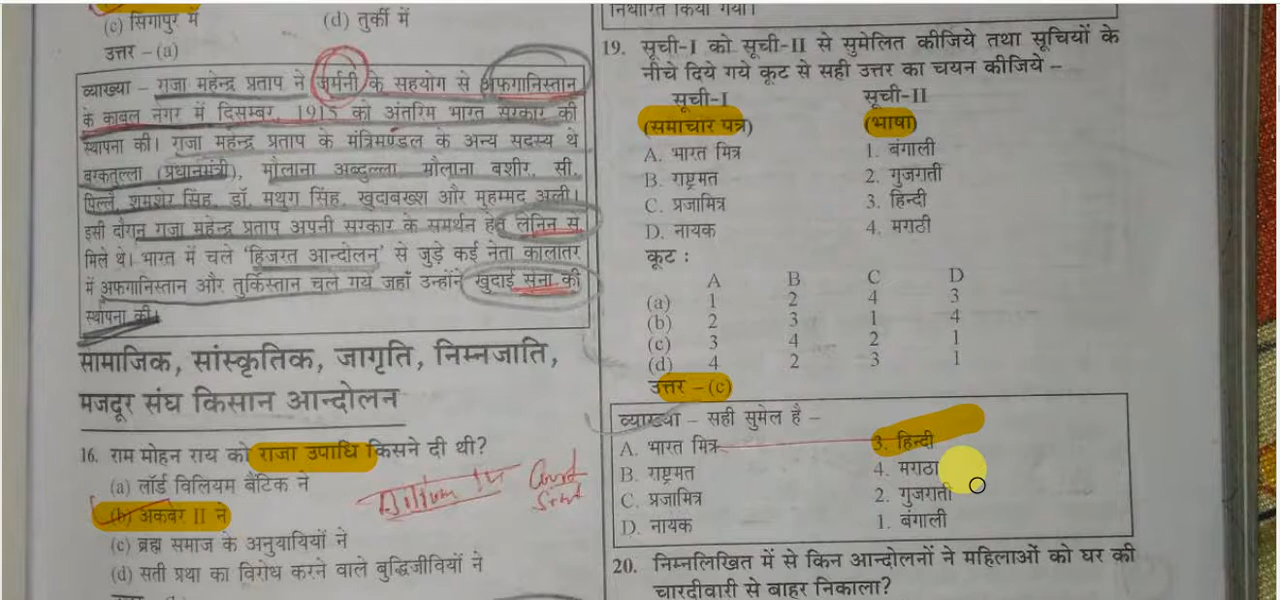 (c) सिंगापुर में (d) तुर्की में
उत्तर –(a)
व्याख्या – राजा महेन्द्र प्रताप ने जर्मनी के सहयोग से अफगानिस्तान
के काबुल नगर में दिसम्बर, 1915 को अंतरिम भारत सरकार की
स्थापना की। राजा महेन्द्र प्रताप के मंत्रिमण्डल के अन्य सदस्य थे
बरकतुल्ला (प्रधानमंत्री), मौलाना अब्दुल्ला मौलाना बशीर, सी.
पिल्लै, शमशेर सिंह, डॉ. मथुरा सिंह, खुदाबख्श और मुहम्मद अली।
इसी दौरान राजा महेन्द्र प्रताप अपनी सरकार के समर्थन हेतु लेनिन से
मिले थे। भारत में चले 'हिजरत आन्दोलन' से जुड़े कई नेता कालांतर
में अफगानिस्तान और तुर्किस्तान चले गये जहाँ उन्होंने खुदाई सेना की
स्थापना की।
सामाजिक, सांस्कृतिक, जागृति, निम्नजाति,
मजदूर संघ किसान आन्दोलन
16. राम मोहन राय को राजा उपाधि किसने दी थी?
(a) लॉर्ड विलियम बैंटिक ने
(b) अकबर II ने
(c) ब्रह्म समाज के अनुयायियों ने
(d) सती प्रथा का विरोध करने वाले बुद्धिजीवियों ने
निर्धारित किया गया।
19. सूची-I को सूची-II से सुमेलित कीजिये तथा सूचियों के
नीचे दिये गये कूट से सही उत्तर का चयन कीजिये –
सूची-I सूची-II
(समाचार पत्र) (भाषा)
A. भारत मित्र 1. बंगाली
B. राष्ट्रमत 2. गुजराती
C. प्रजामित्र 3. हिन्दी
D. नायक 4. मराठी
कूट :
A B C D
(a) 1 2 4 3
(b) 2 3 1 4
(c) 3 4 2 1
(d) 4 2 3 1
उत्तर –(c)
व्याख्या – सही सुमेल है –
A. भारत मित्र 3. हिन्दी
B. राष्ट्रमत 4. मराठी
C. प्रजामित्र 2. गुजराती
D. नायक 1. बंगाली
20. निम्नलिखित में से किन आन्दोलनों ने महिलाओं को घर की
चारदीवारी से बाहर निकाला?